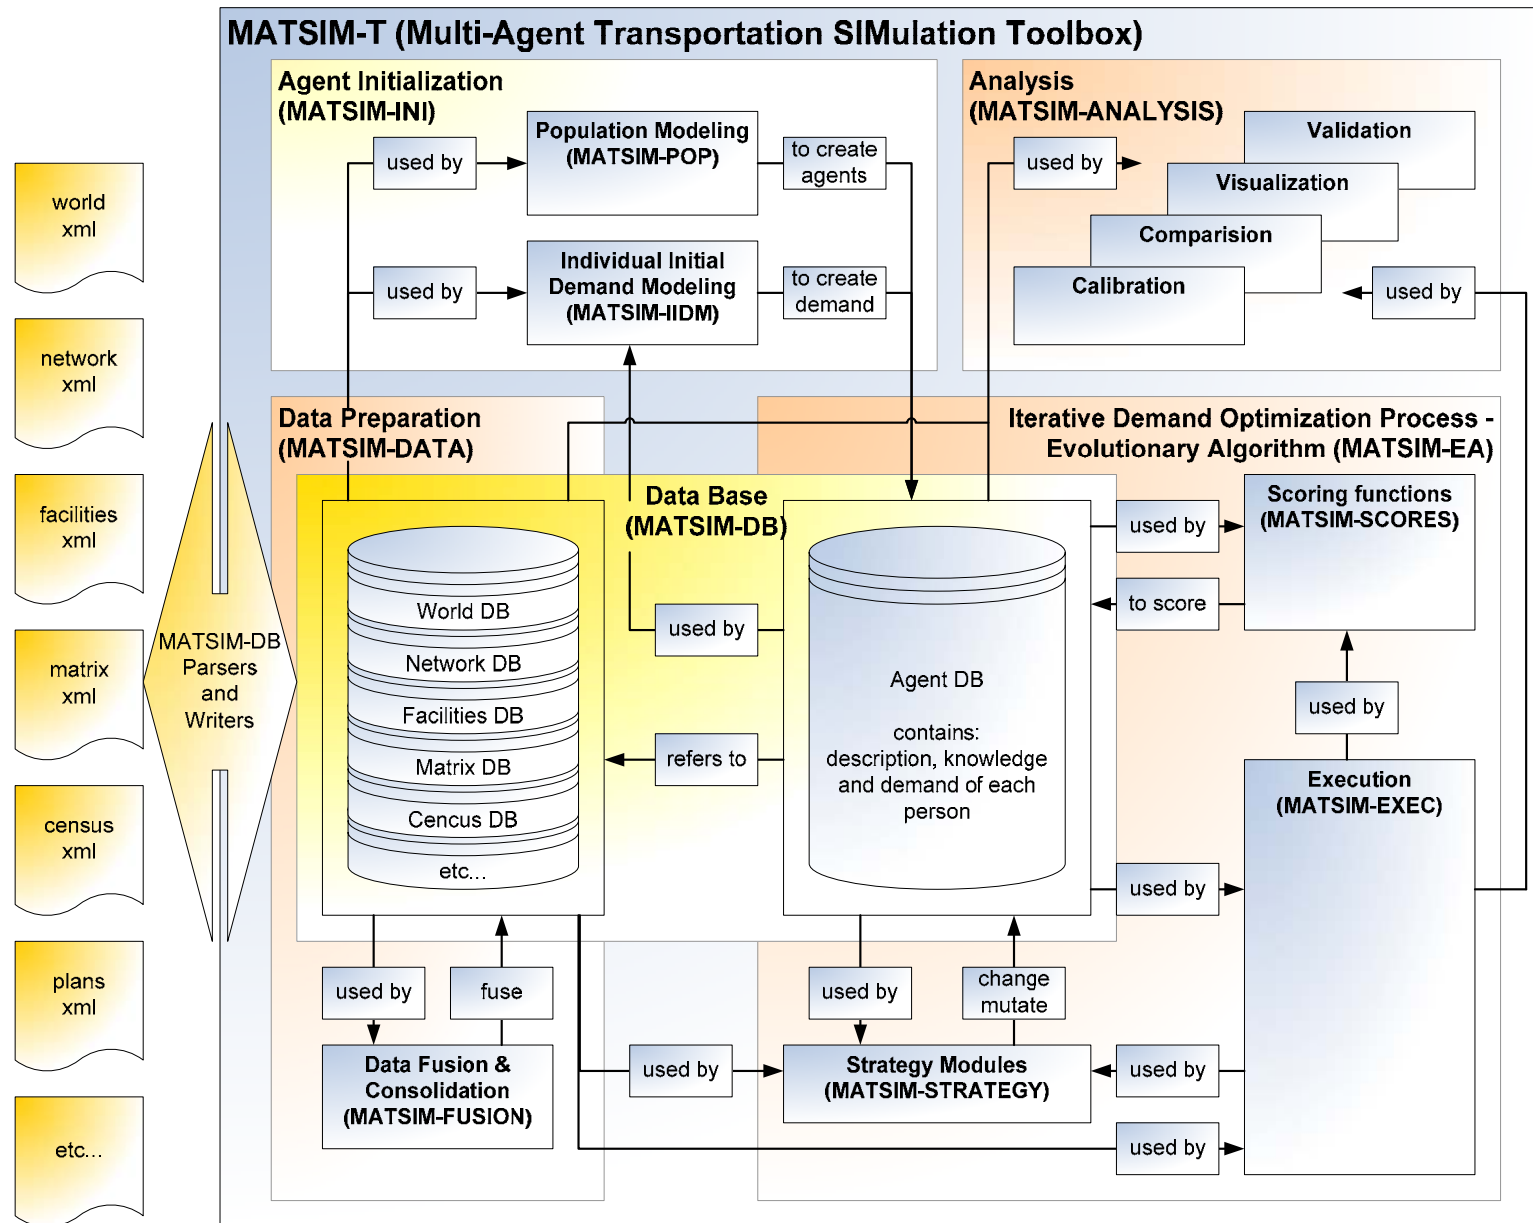 MATSIM-T (Multi-Agent Transportation SIMulation Toolbox)
Agent Initialization
(MATSIM-INI)
used by
Population Modeling
(MATSIM-POP)
to create
agents
used by
Individual Initial
Demand Modeling
(MATSIM-IIDM)
to create
demand
Analysis
(MATSIM-ANALYSIS)
used by
Validation
Visualization
Comparision
Calibration
used by
world
xml
network
xml
facilities
xml
matrix
xml
census
xml
plans
xml
etc...
MATSIM-DB
Parsers
and
Writers
Data Preparation
(MATSIM-DATA)
Data Base
(MATSIM-DB)
World DB
Network DB
Facilities DB
Matrix DB
Cencus DB
etc...
used by
refers to
Agent DB
contains:
description, knowledge
and demand of each
person
used by
fuse
Data Fusion &
Consolidation
(MATSIM-FUSION)
Iterative Demand Optimization Process -
Evolutionary Algorithm (MATSIM-EA)
used by
Scoring functions
(MATSIM-SCORES)
to score
used by
Execution
(MATSIM-EXEC)
used by
used by
change
mutate
used by
Strategy Modules
(MATSIM-STRATEGY)
used by
used by